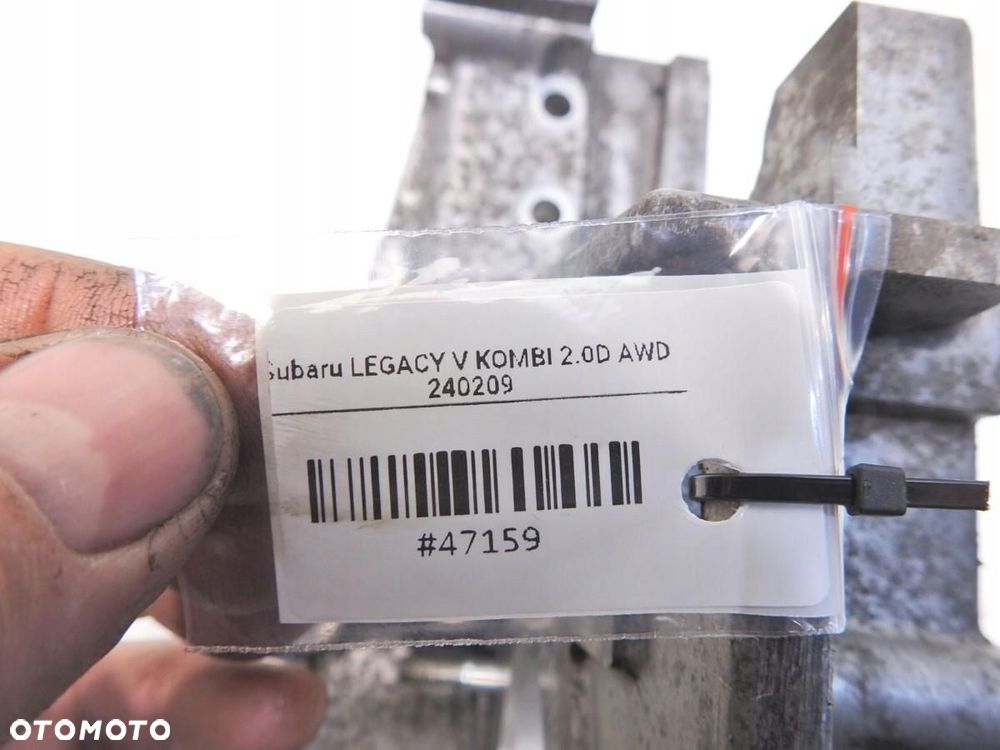 Subaru LEGACY V KOMBI 2.0D AWD
240209
#47159
OTOMOTO